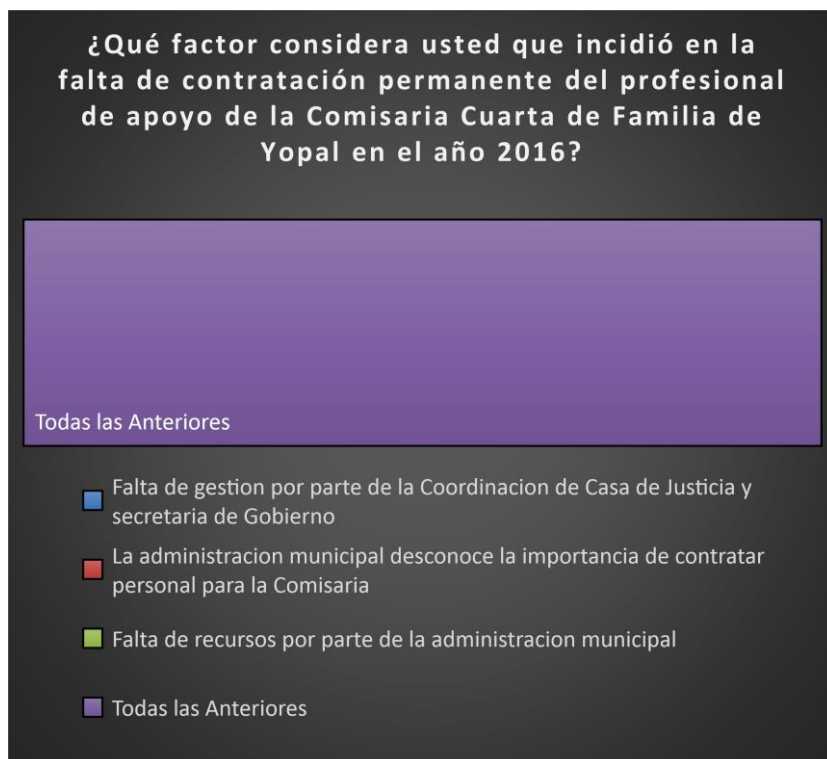 ¿Qué factor considera usted que incidió en la
falta de contratación permanente del profesional
de apoyo de la Comisaria Cuarta de Familia de
Yopal en el año 2016?
Todas las Anteriores
Falta de gestion por parte de la Coordinacion de Casa de Justicia y
secretaria de Gobierno
La administracion municipal desconoce la importancia de contratar
personal para la Comisaria
Falta de recursos por parte de la administracion municipal
Todas las Anteriores